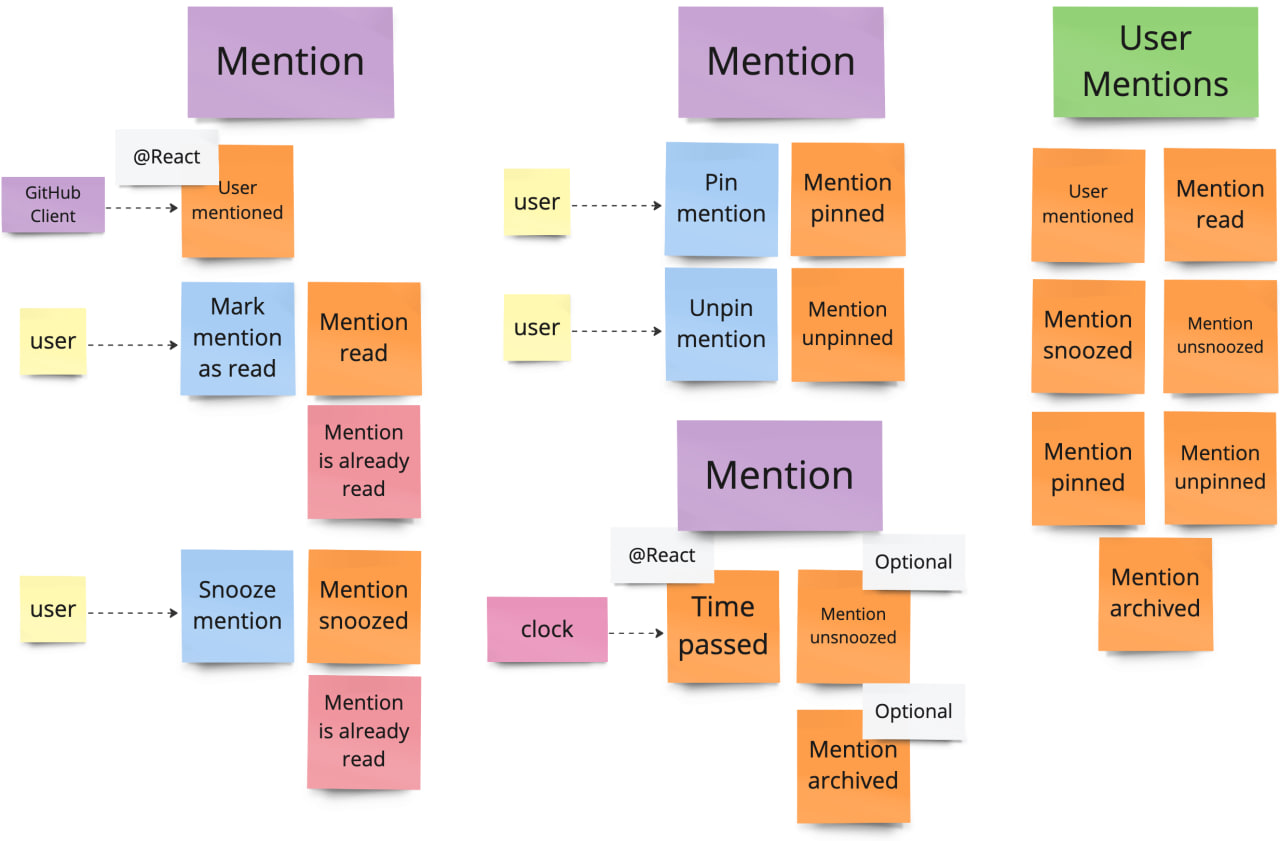 Mention
@React
GitHub
Client
User
mentioned
user
Mark
mention
as read
Mention
read
Mention
is already
read
user
Snooze
mention
Mention
snoozed
Mention
is already
read
Mention
user
Pin
mention
Mention
pinned
user
Unpin
mention
Mention
unpinned
Mention
@React
Optional
clock
Time
passed
Mention
unsnoozed
Optional
Mention
archived
User
Mentions
User
mentioned
Mention
read
Mention
snoozed
Mention
unsnoozed
Mention
pinned
Mention
unpinned
Mention
archived